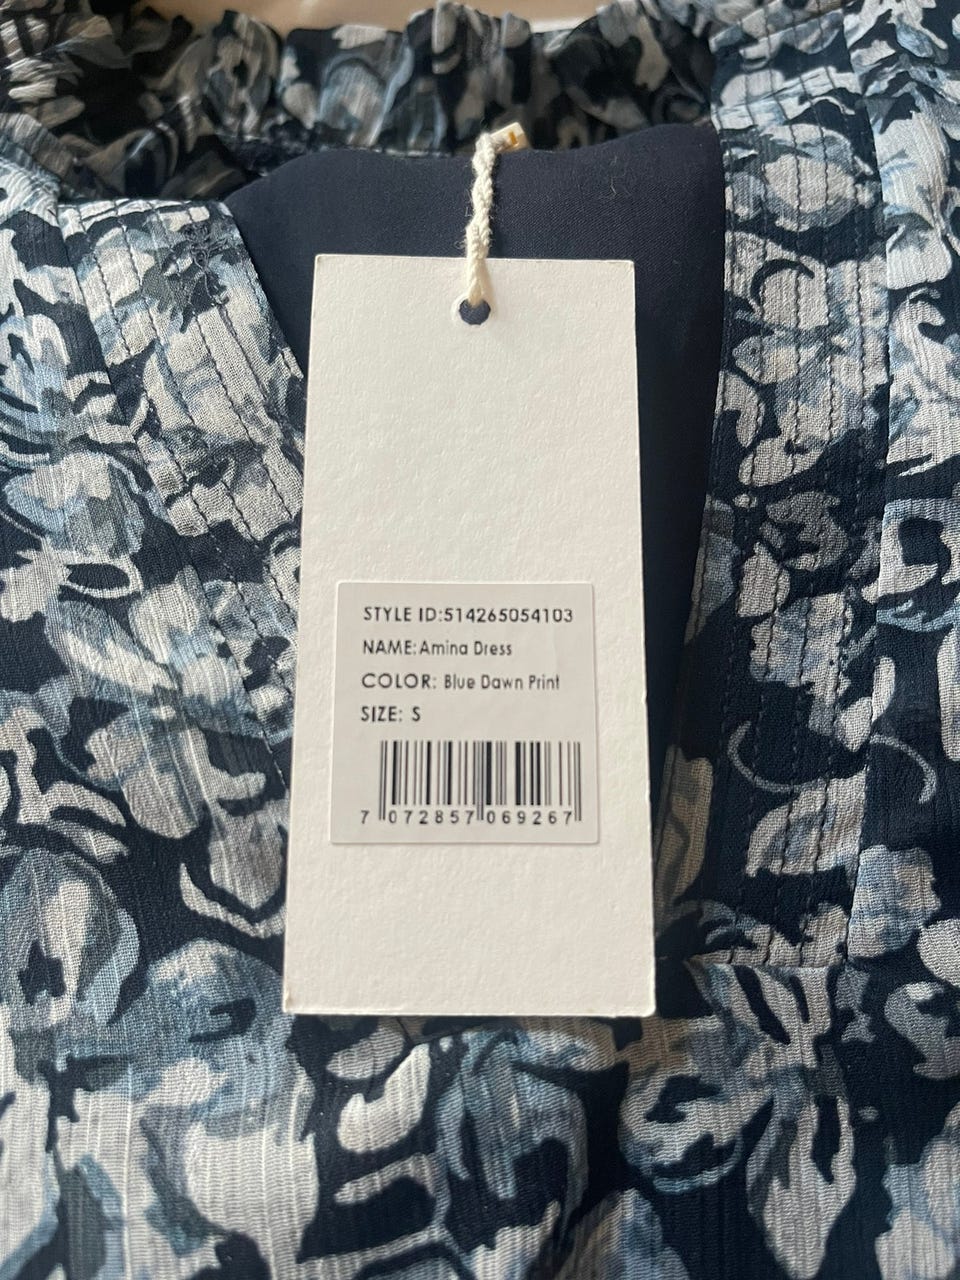 STYLE ID:514265054103
NAME:Amina Dress
COLOR: Blue Dawn Print
SIZE: S
7 072857 069267